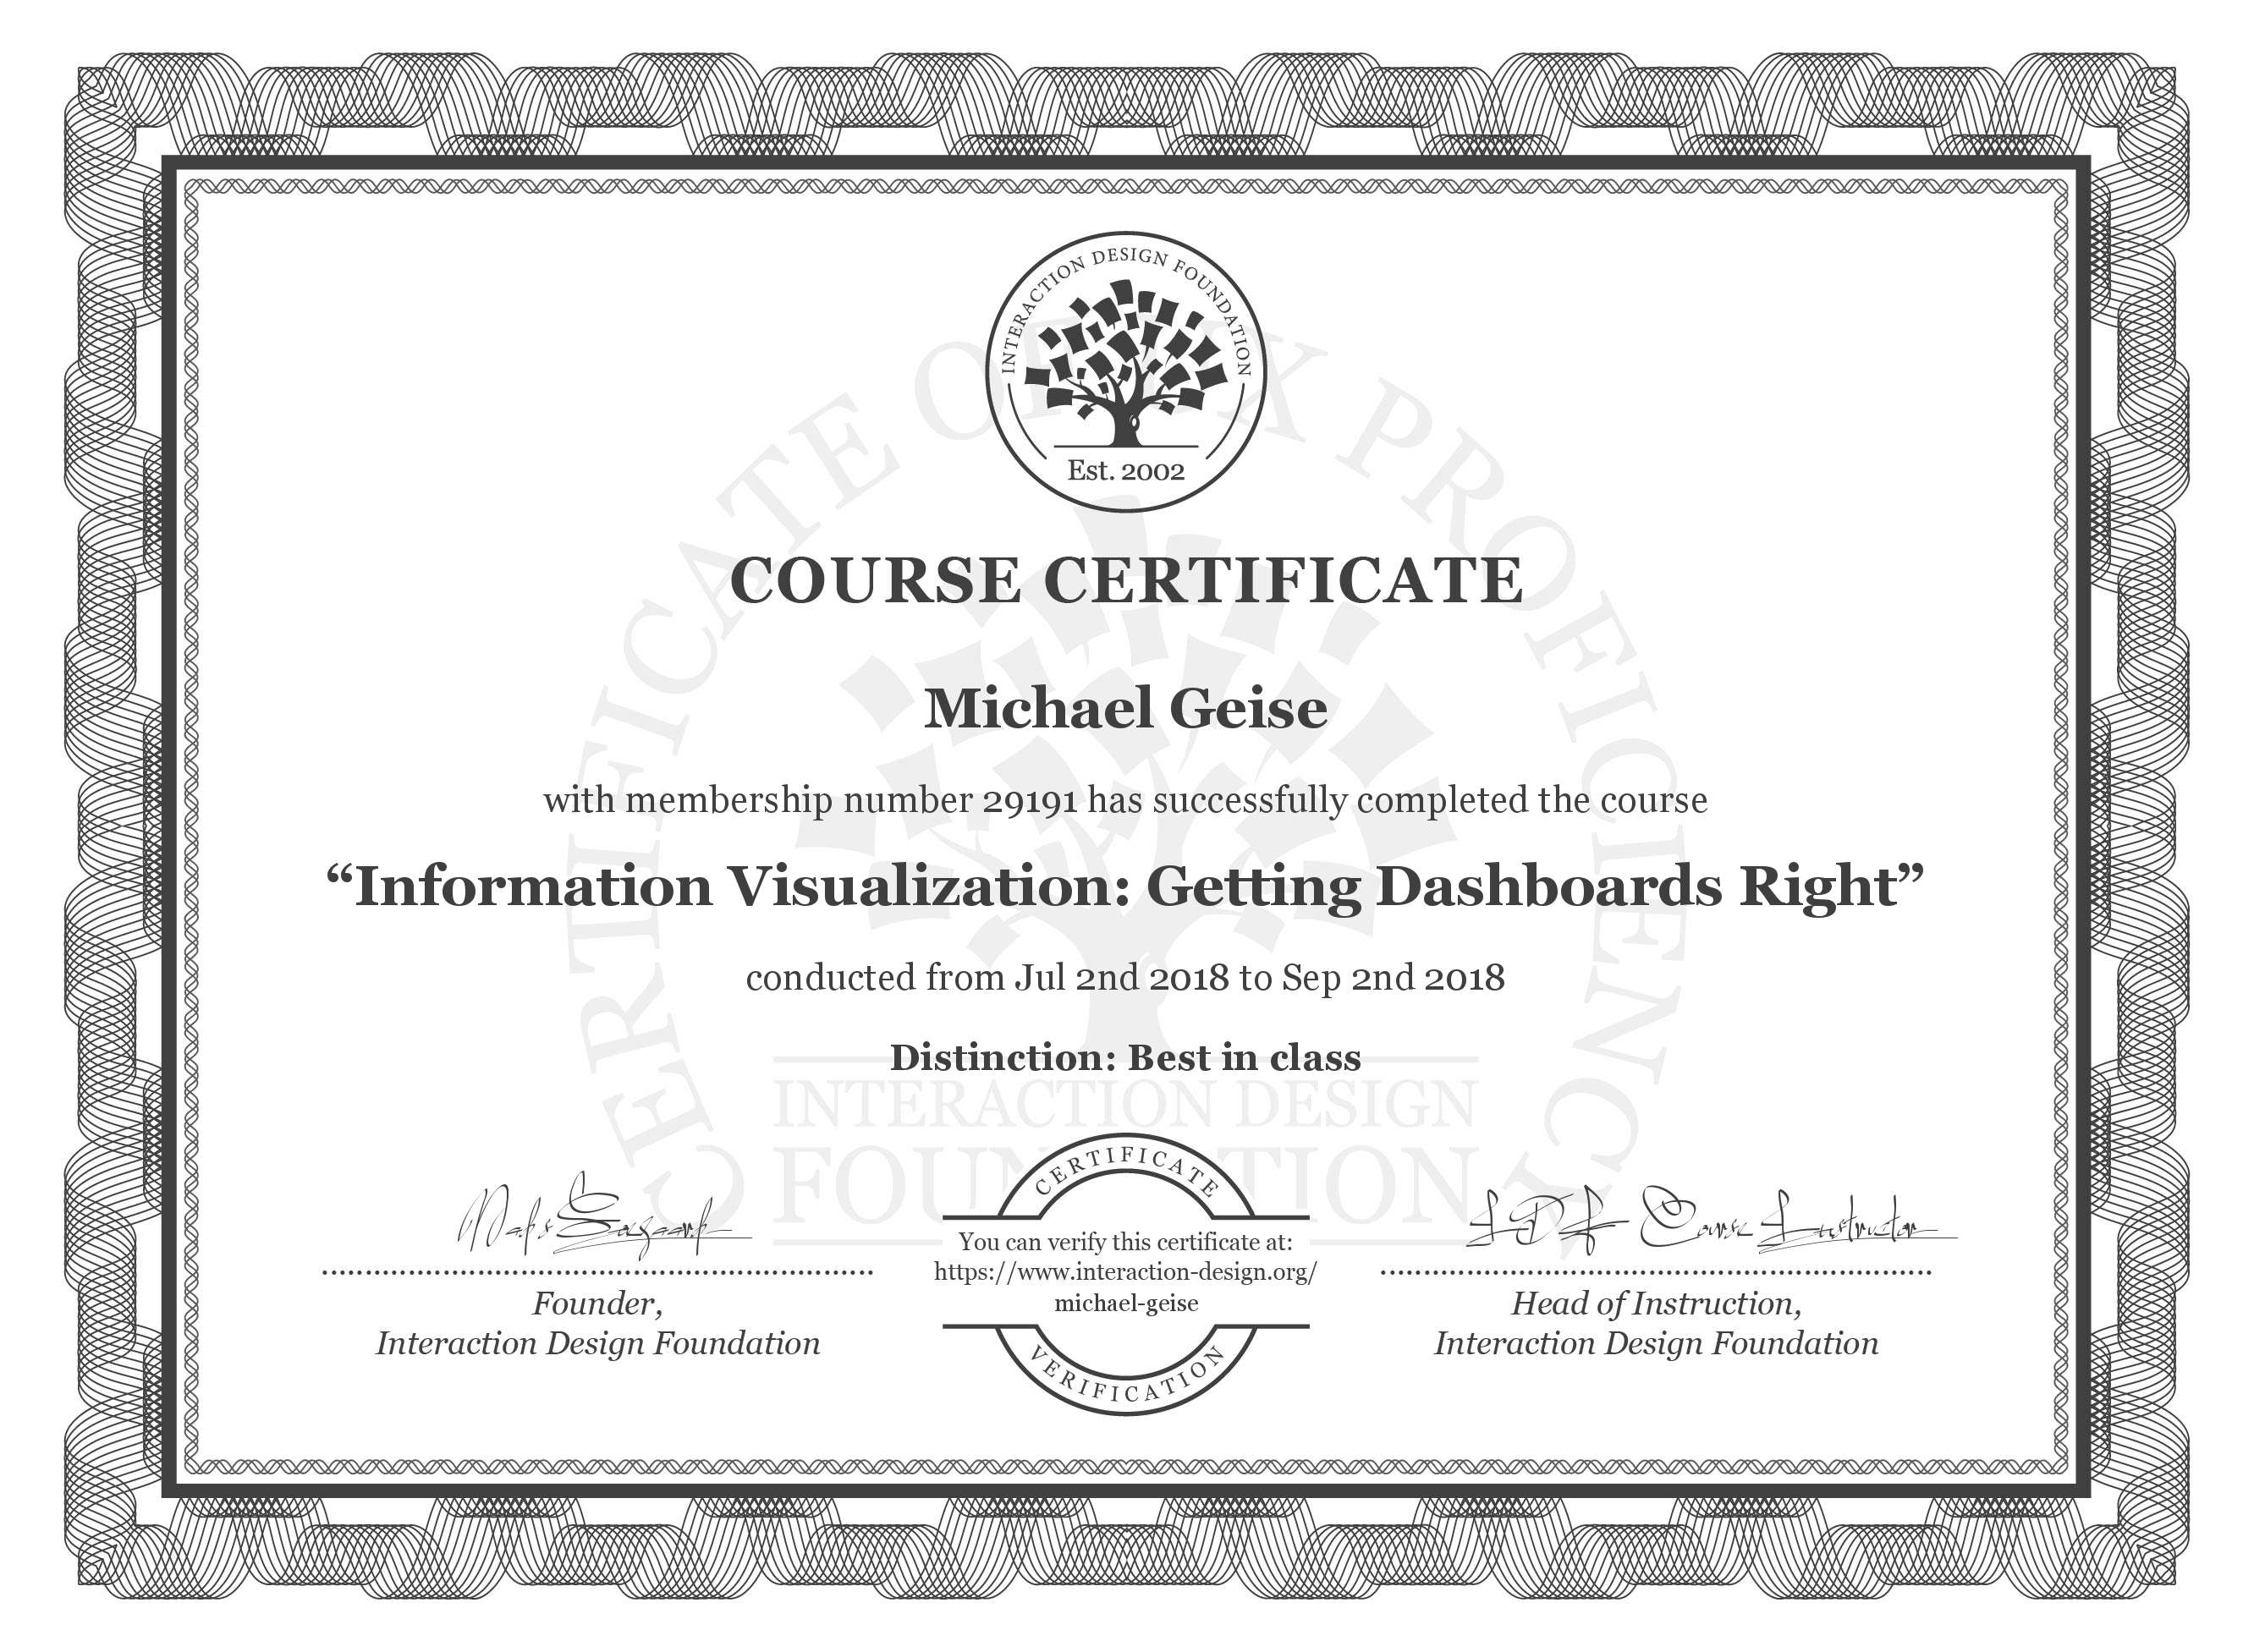 INTERACTION DESIGN FOUNDATION
Est. 2002
CERTIFICATE OF UX PROFICIENCY
COURSE CERTIFICATE
Michael Geise
with membership number 29191 has successfully completed the course
“Information Visualization: Getting Dashboards Right”
conducted from Jul 2nd 2018 to Sep 2nd 2018
Distinction: Best in class
INTERACTION DESIGN
FOUNDATION
CERTIFICATE
You can verify this certificate at:
https://www.interaction-design.org/
michael-geise
VERIFICATION
Founder,
Interaction Design Foundation
IDF Course Instructor
Head of Instruction,
Interaction Design Foundation